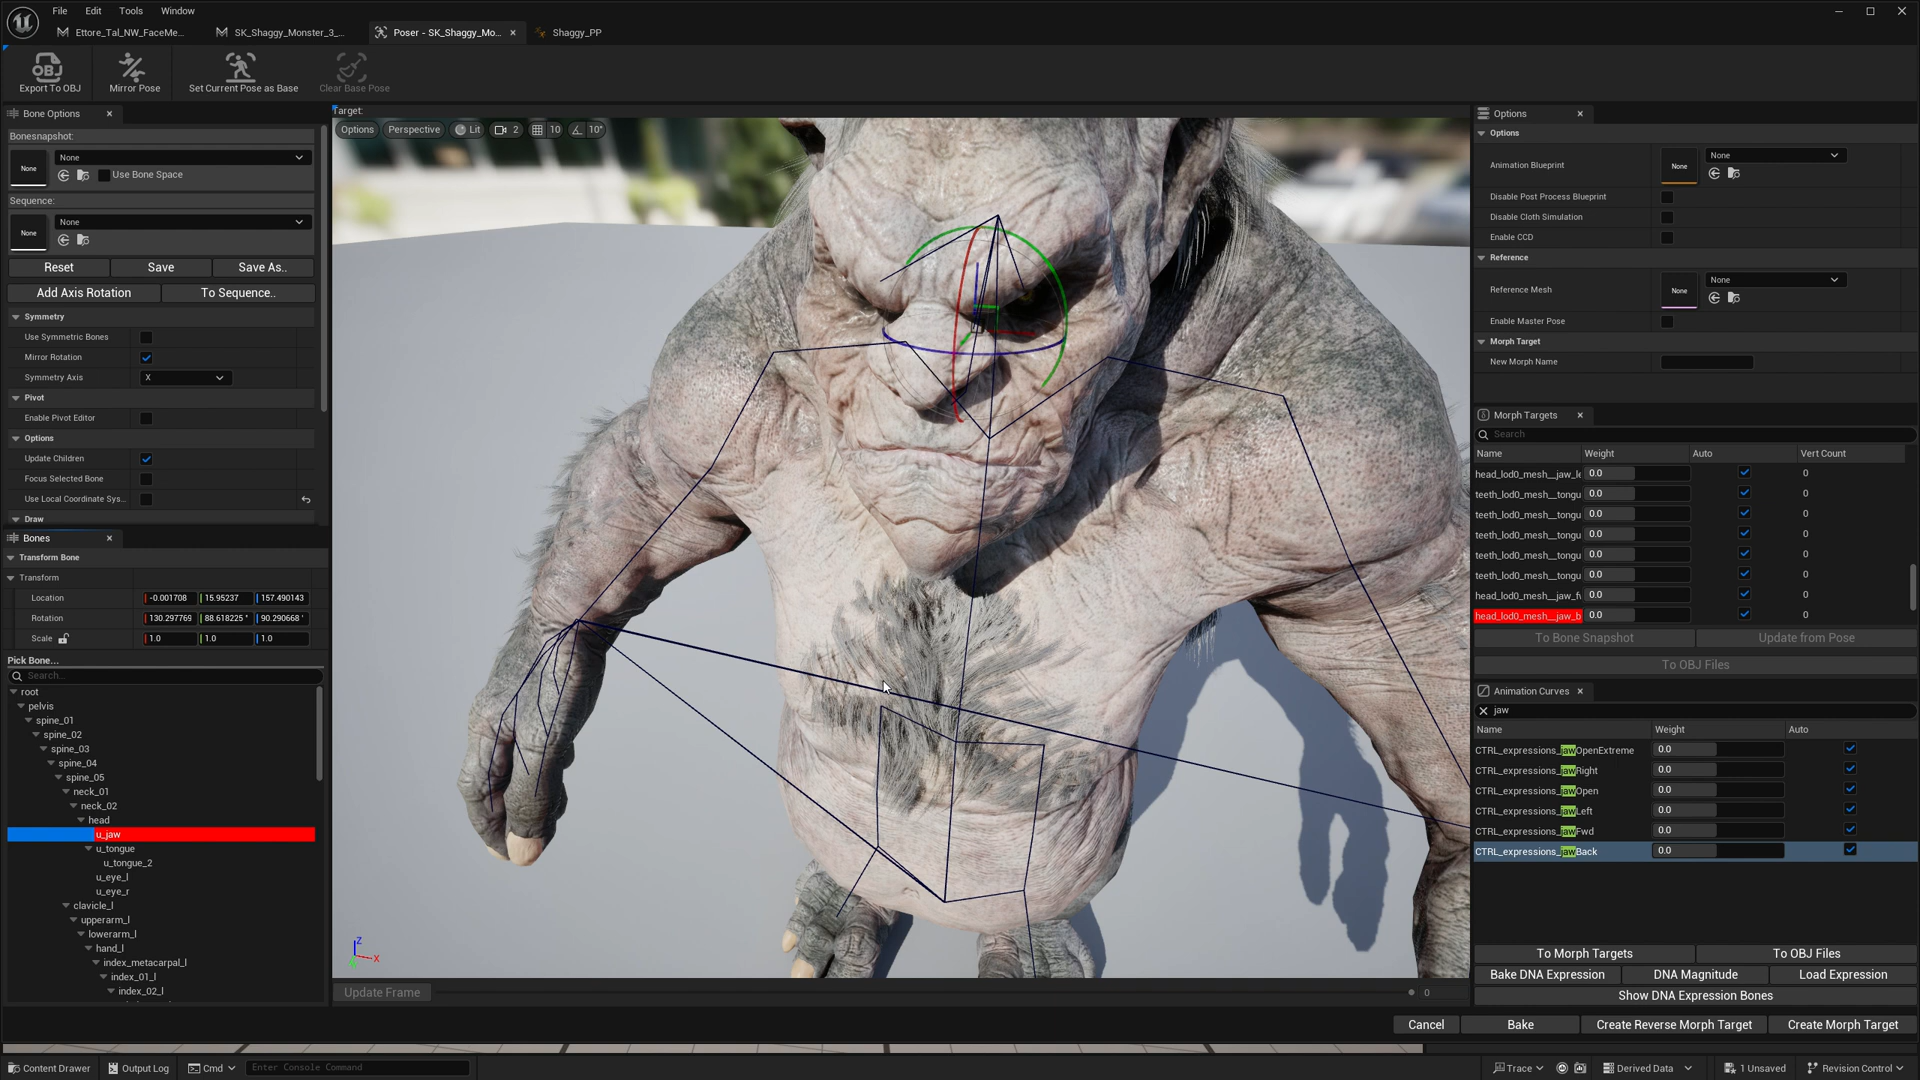 File Edit Tools Window
Ettore_Tal_NW_FaceMe... SK_Shaggy_Monster_3_... Poser - SK_Shaggy_Mo... Shaggy_PP
Export To OBJ Mirror Pose Set Current Pose as Base Clear Base Pose
Bone Options
Bonesnapshot:
None None
Use Bone Space
Sequence:
None None
Reset Save Save As..
Add Axis Rotation To Sequence..
Symmetry
Use Symmetric Bones
Mirror Rotation
Symmetry Axis X
Pivot
Enable Pivot Editor
Options
Update Children
Focus Selected Bone
Use Local Coordinate Sys...
Draw
Bones
Transform Bone
Transform
Location -0.001708 15.95237 157.490143
Rotation 130.297769 88.618225 ° 90.290668 °
Scale 1.0 1.0 1.0
Pick Bone...
Search...
root
pelvis
spine_01
spine_02
spine_03
spine_04
spine_05
neck_01
neck_02
head
u_jaw
u_tongue
u_tongue_2
u_eye_l
u_eye_r
clavicle_l
upperarm_l
lowerarm_l
hand_l
index_metacarpal_l
index_01_l
index_02_l
Target:
Options Perspective Lit 2 10 10°
Z
X
Update Frame 0
Options
Options
Animation Blueprint None None
Disable Post Process Blueprint
Disable Cloth Simulation
Enable CCD
Reference
Reference Mesh None None
Enable Master Pose
Morph Target
New Morph Name
Morph Targets
Search
Name Weight Auto Vert Count
head_lod0_mesh__jaw_le 0.0 0
teeth_lod0_mesh__tongu 0.0 0
teeth_lod0_mesh__tongu 0.0 0
teeth_lod0_mesh__tongu 0.0 0
teeth_lod0_mesh__tongu 0.0 0
teeth_lod0_mesh__tongu 0.0 0
head_lod0_mesh__jaw_fw 0.0 0
head_lod0_mesh__jaw_b 0.0 0
To Bone Snapshot Update from Pose
To OBJ Files
Animation Curves
jaw
Name Weight Auto
CTRL_expressions_jawOpenExtreme 0.0
CTRL_expressions_jawRight 0.0
CTRL_expressions_jawOpen 0.0
CTRL_expressions_jawLeft 0.0
CTRL_expressions_jawFwd 0.0
CTRL_expressions_jawBack 0.0
To Morph Targets To OBJ Files
Bake DNA Expression DNA Magnitude Load Expression
Show DNA Expression Bones
Cancel Bake Create Reverse Morph Target Create Morph Target
Content Drawer Output Log Cmd Enter Console Command Trace Derived Data 1 Unsaved Revision Control